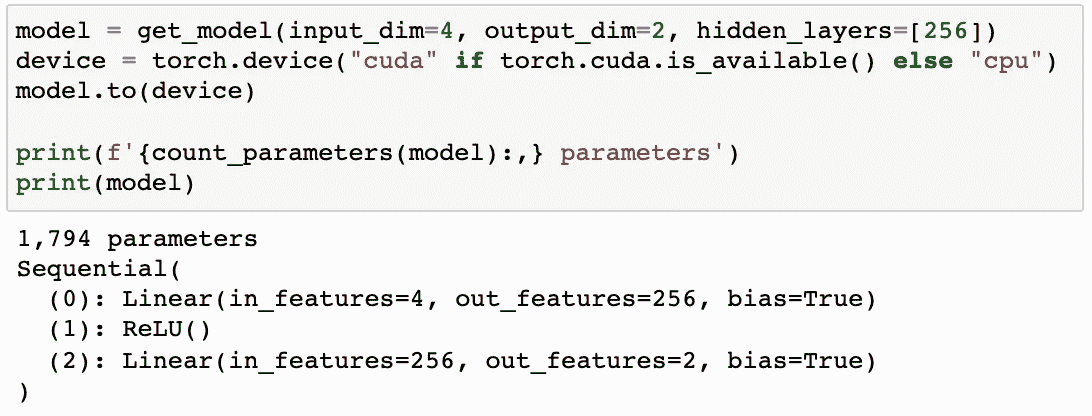 model = get_model(input_dim=4, output_dim=2, hidden_layers=[256])
device = torch.device("cuda" if torch.cuda.is_available() else "cpu")
model.to(device)

print(f'{count_parameters(model):,} parameters')
print(model)
1,794 parameters
Sequential(
  (0): Linear(in_features=4, out_features=256, bias=True)
  (1): ReLU()
  (2): Linear(in_features=256, out_features=2, bias=True)
)